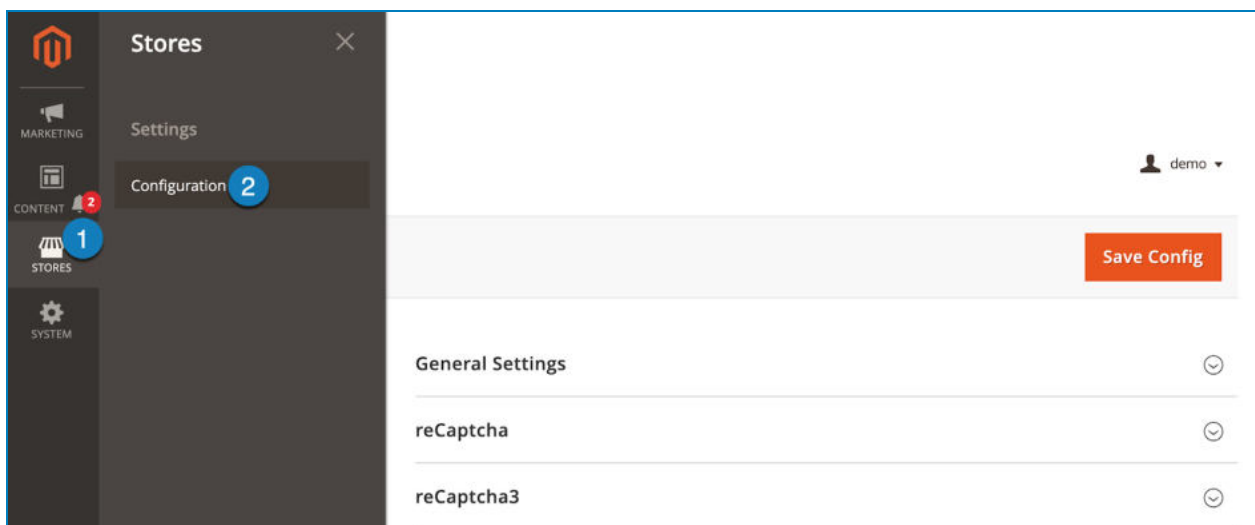 Stores
MARKETING
Settings
demo
Configuration 2
CONTENT 2
1
STORES
Save Config
SYSTEM
General Settings
reCaptcha
reCaptcha3